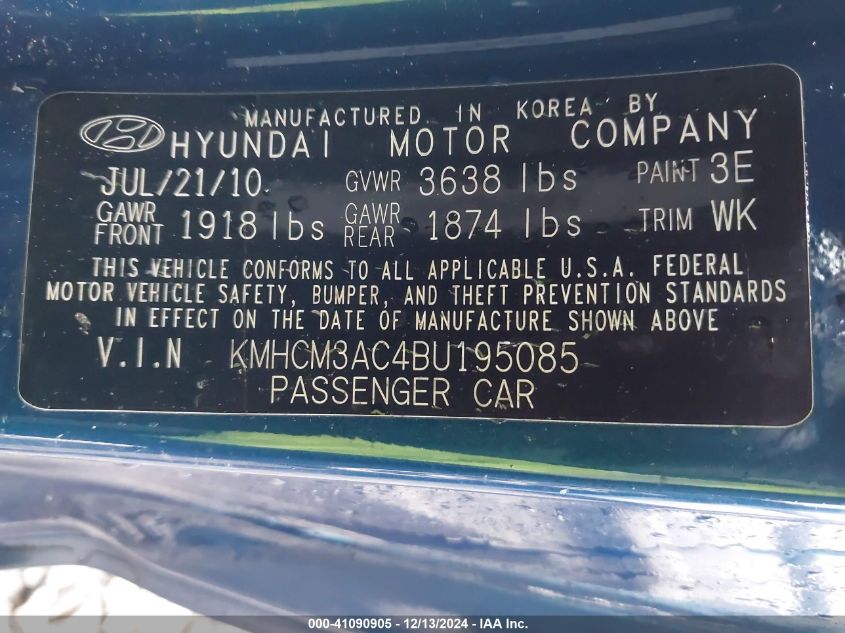 MANUFACTURED IN KOREA BY
HYUNDAI MOTOR COMPANY
JUL/21/10 GVWR 3638 lbs PAINT 3E
GAWR FRONT 1918 lbs GAWR REAR 1874 lbs TRIM WK
THIS VEHICLE CONFORMS TO ALL APPLICABLE U.S.A. FEDERAL
MOTOR VEHICLE SAFETY, BUMPER, AND THEFT PREVENTION STANDARDS
IN EFFECT ON THE DATE OF MANUFACTURE SHOWN ABOVE
V.I.N KMHCM3AC4BU195085
PASSENGER CAR
000-41090905 - 12/13/2024 - IAA Inc.